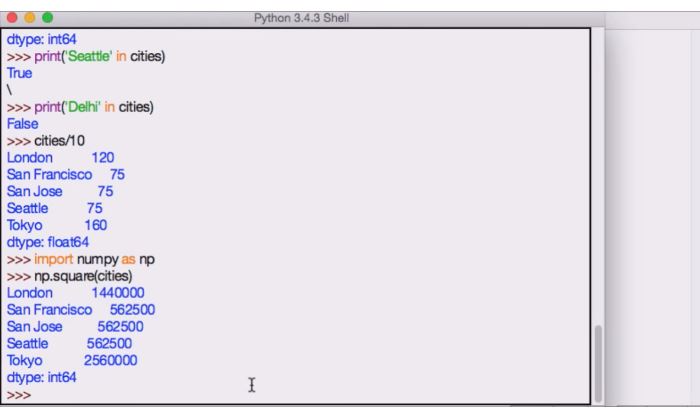 Python 3.4.3 Shell
dtype: int64
>>> print('Seattle' in cities)
True
\
>>> print('Delhi' in cities)
False
>>> cities/10
London 120
San Francisco 75
San Jose 75
Seattle 75
Tokyo 160
dtype: float64
>>> import numpy as np
>>> np.square(cities)
London 1440000
San Francisco 562500
San Jose 562500
Seattle 562500
Tokyo 2560000
dtype: int64
>>>